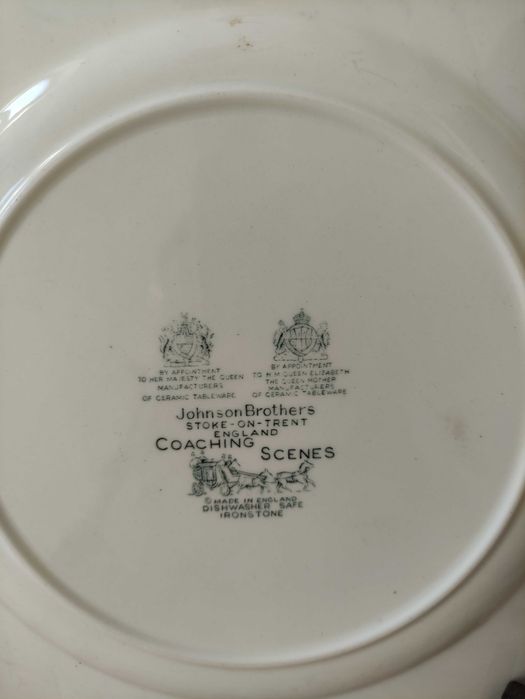 BY APPOINTMENT
TO HER MAJESTY THE QUEEN
MANUFACTURERS
OF CERAMIC TABLEWARE
BY APPOINTMENT
TO H M QUEEN ELIZABETH
THE QUEEN MOTHER
MANUFACTURERS
OF CERAMIC TABLEWARE
Johnson Brothers
STOKE-ON-TRENT
ENGLAND
COACHING
SCENES
© MADE IN ENGLAND
DISHWASHER SAFE
IRONSTONE